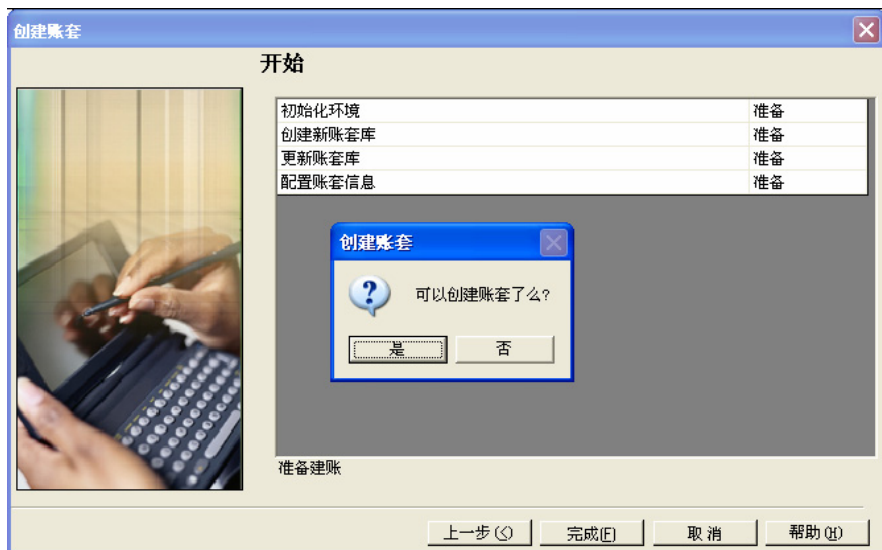 创建账套
开始
初始化环境 准备
创建新账套库 准备
更新账套库 准备
配置账套信息 准备
创建账套
可以创建账套了么?
是 否
准备建账
上一步(<) 完成(F) 取消 帮助(H)